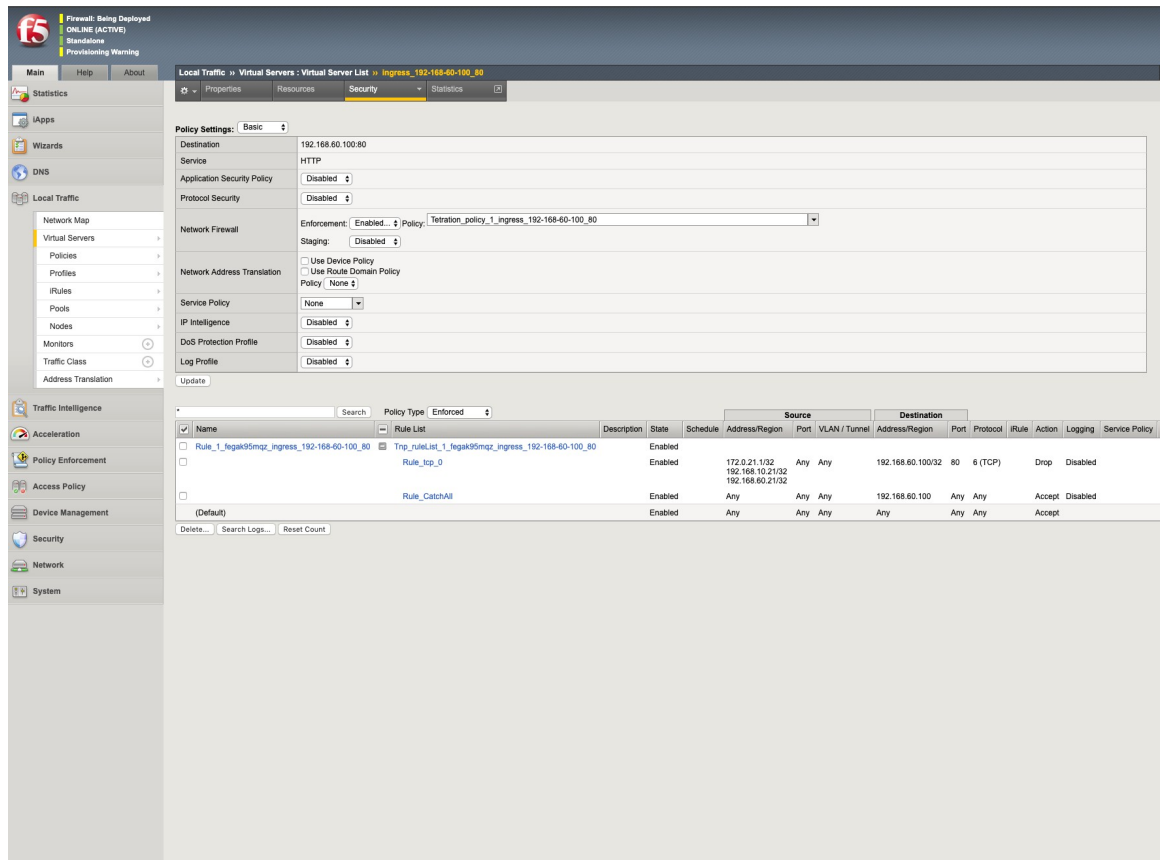 f5
Firewall: Being Deployed
ONLINE (ACTIVE)
Standalone
Provisioning Warning
Main Help About
Statistics
iApps
Wizards
DNS
Local Traffic
Network Map
Virtual Servers
Policies
Profiles
iRules
Pools
Nodes
Monitors
Traffic Class
Address Translation
Traffic Intelligence
Acceleration
Policy Enforcement
Access Policy
Device Management
Security
Network
System
Local Traffic » Virtual Servers : Virtual Server List » ingress_192-168-60-100_80
Properties Resources Security Statistics
Policy Settings: Basic
Destination 192.168.60.100:80
Service HTTP
Application Security Policy Disabled
Protocol Security Disabled
Network Firewall Enforcement: Enabled... Policy: Tetration_policy_1_ingress_192-168-60-100_80
Staging: Disabled
Network Address Translation Use Device Policy
Use Route Domain Policy
Policy None
Service Policy None
IP Intelligence Disabled
DoS Protection Profile Disabled
Log Profile Disabled
Update
* Search Policy Type Enforced
Source Destination
Name Rule List Description State Schedule Address/Region Port VLAN / Tunnel Address/Region Port Protocol iRule Action Logging Service Policy
Rule_1_fegak95mqz_ingress_192-168-60-100_80 Tnp_ruleList_1_fegak95mqz_ingress_192-168-60-100_80 Enabled
Rule_tcp_0 Enabled 172.0.21.1/32 Any Any 192.168.60.100/32 80 6 (TCP) Drop Disabled
192.168.10.21/32
192.168.60.21/32
Rule_CatchAll Enabled Any Any Any 192.168.60.100 Any Any Accept Disabled
(Default) Enabled Any Any Any Any Any Any Accept
Delete... Search Logs... Reset Count